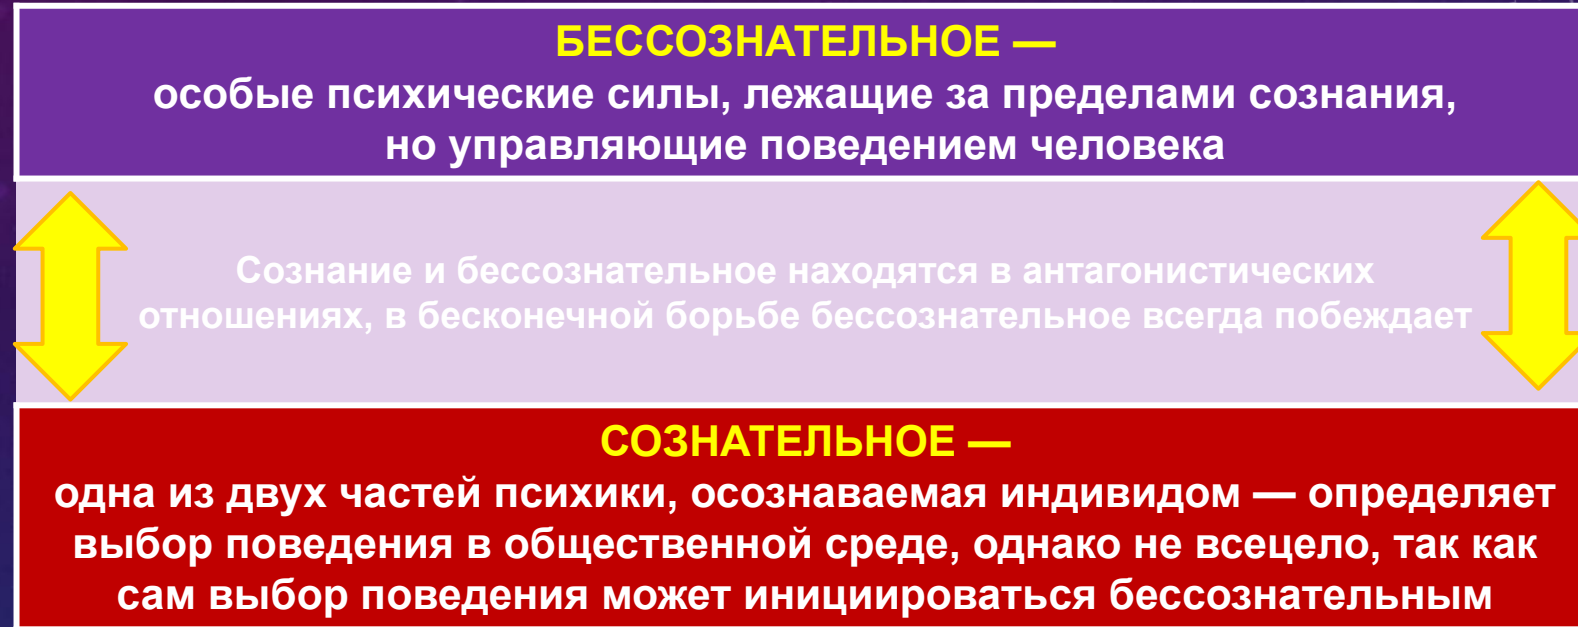 БЕССОЗНАТЕЛЬНОЕ —
особые психические силы, лежащие за пределами сознания,
но управляющие поведением человека
Сознание и бессознательное находятся в антагонистических
отношениях, в бесконечной борьбе бессознательное всегда побеждает
СОЗНАТЕЛЬНОЕ —
одна из двух частей психики, осознаваемая индивидом — определяет
выбор поведения в общественной среде, однако не всецело, так как
сам выбор поведения может инициироваться бессознательным